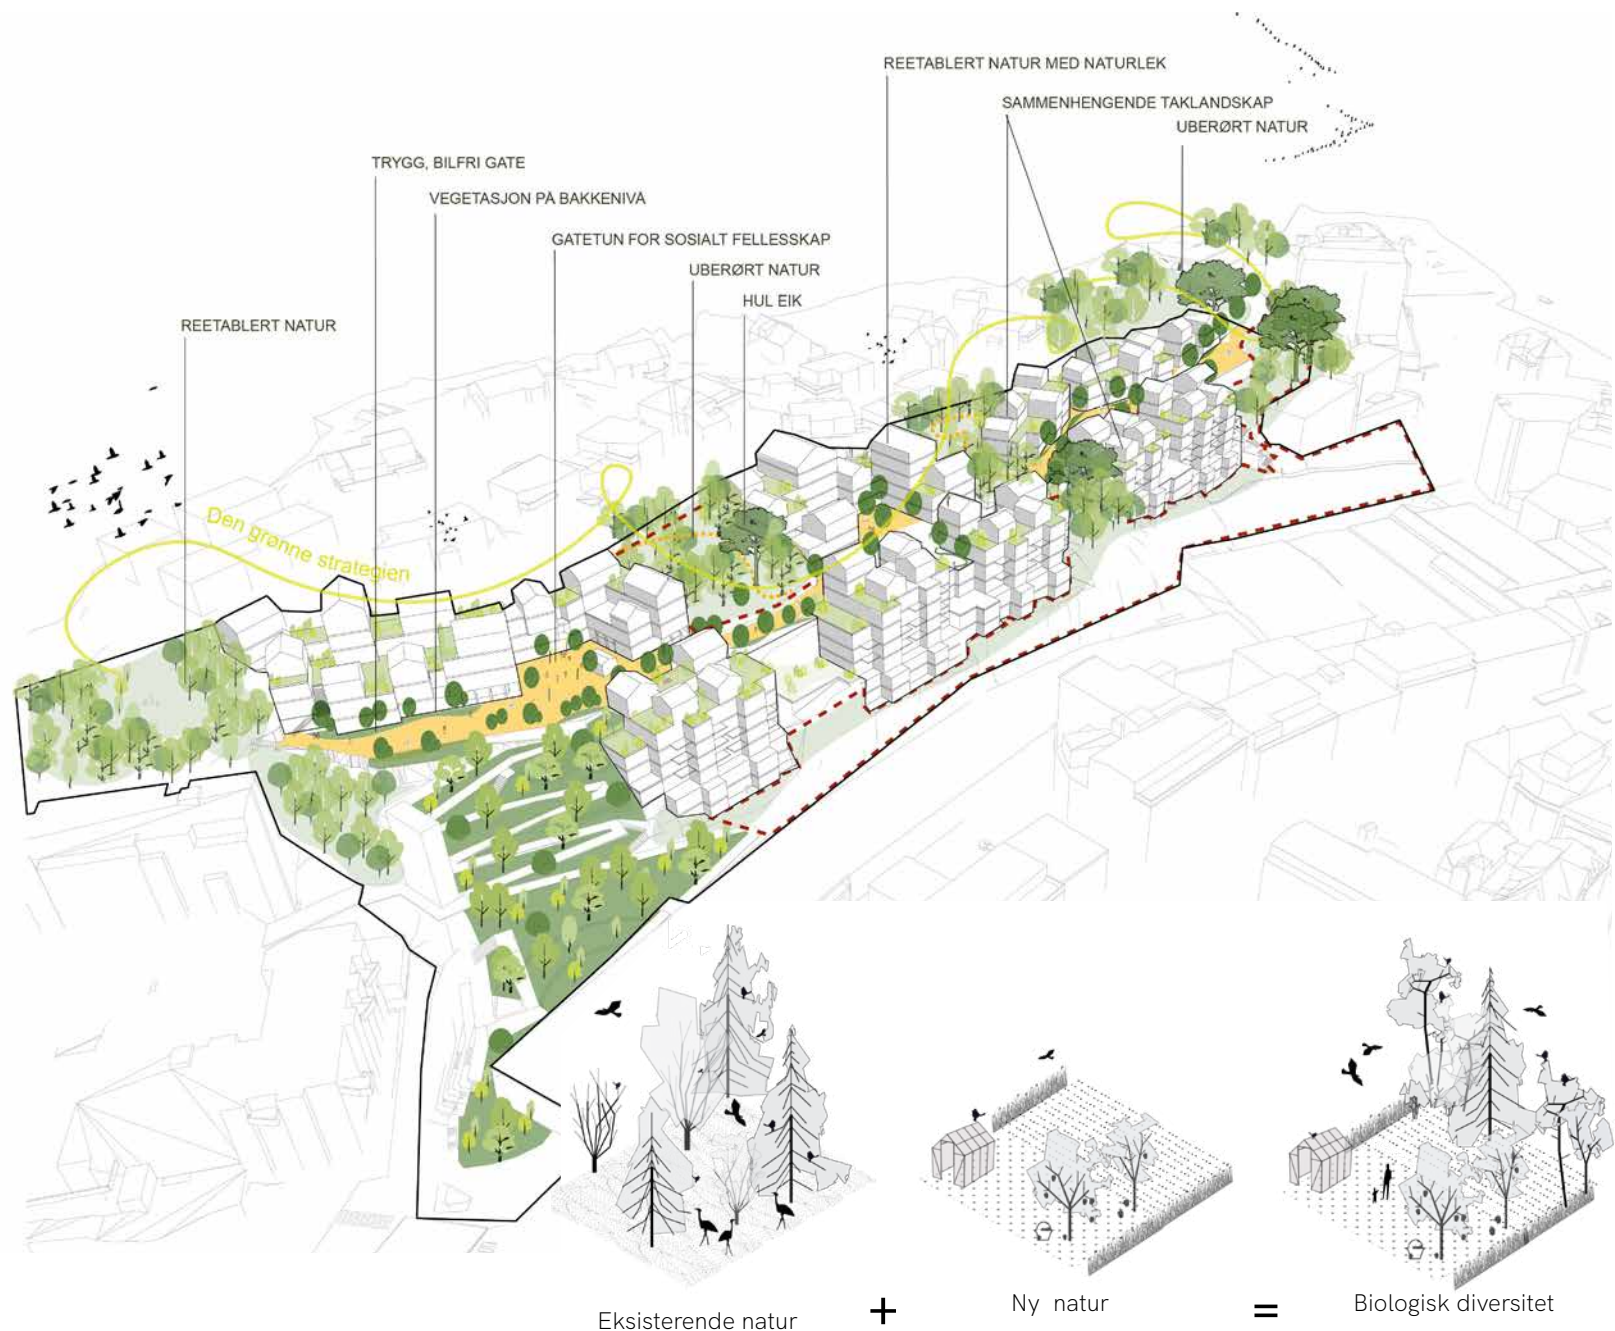 REETABLERT NATUR MED NATURLEK
SAMMENHENGENDE TAKLANDSKAP
UBERØRT NATUR
TRYGG, BILFRI GATE
VEGETASJON PÅ BAKKENIVÅ
GATETUN FOR SOSIALT FELLESSKAP
UBERØRT NATUR
HUL EIK
REETABLERT NATUR
Den grønne strategien
Eksisterende natur + Ny natur = Biologisk diversitet